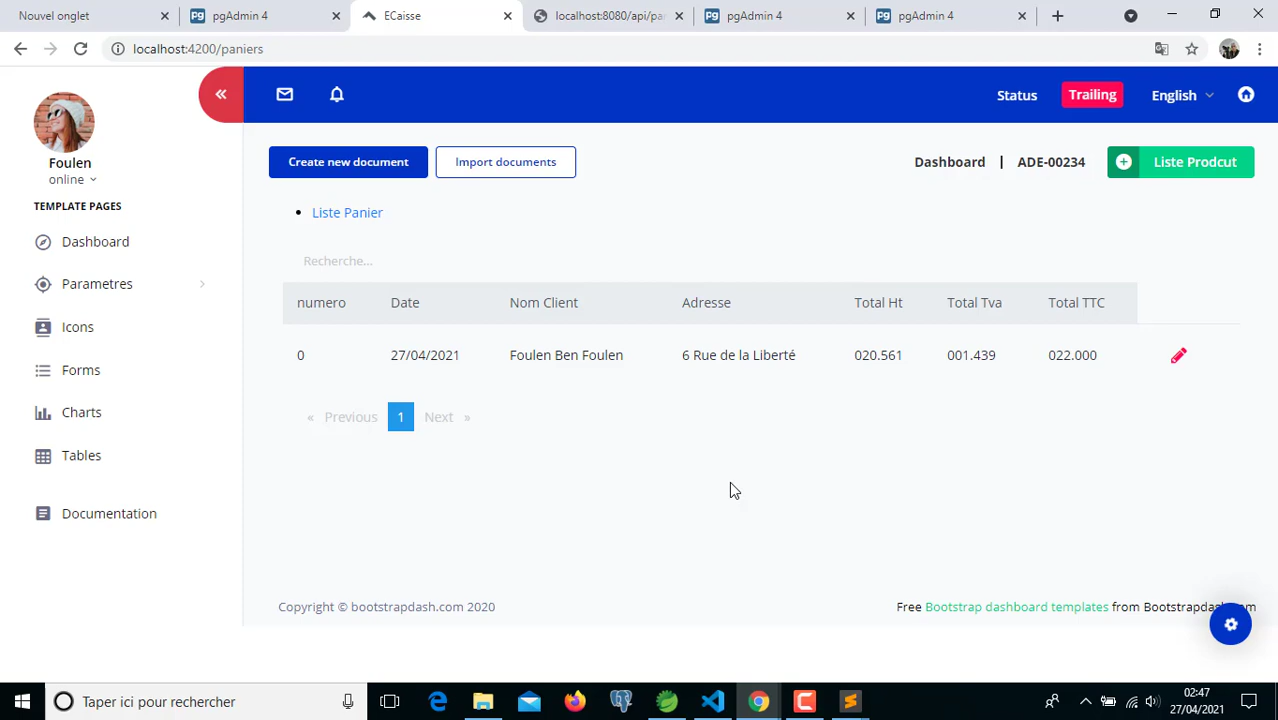 Nouvel onglet
pgAdmin 4
ECaisse
localhost:8080/api/par
pgAdmin 4
pgAdmin 4
localhost:4200/paniers
Status
Trailing
English
Foulen
online
TEMPLATE PAGES
Dashboard
Parametres
Icons
Forms
Charts
Tables
Documentation
Create new document
Import documents
Dashboard | ADE-00234
Liste Prodcut
Liste Panier
Recherche...
numero Date Nom Client Adresse Total Ht Total Tva Total TTC
0 27/04/2021 Foulen Ben Foulen 6 Rue de la Liberté 020.561 001.439 022.000
« Previous 1 Next »
Copyright © bootstrapdash.com 2020
Free Bootstrap dashboard templates from Bootstrapdash.com
Taper ici pour rechercher
02:47
27/04/2021